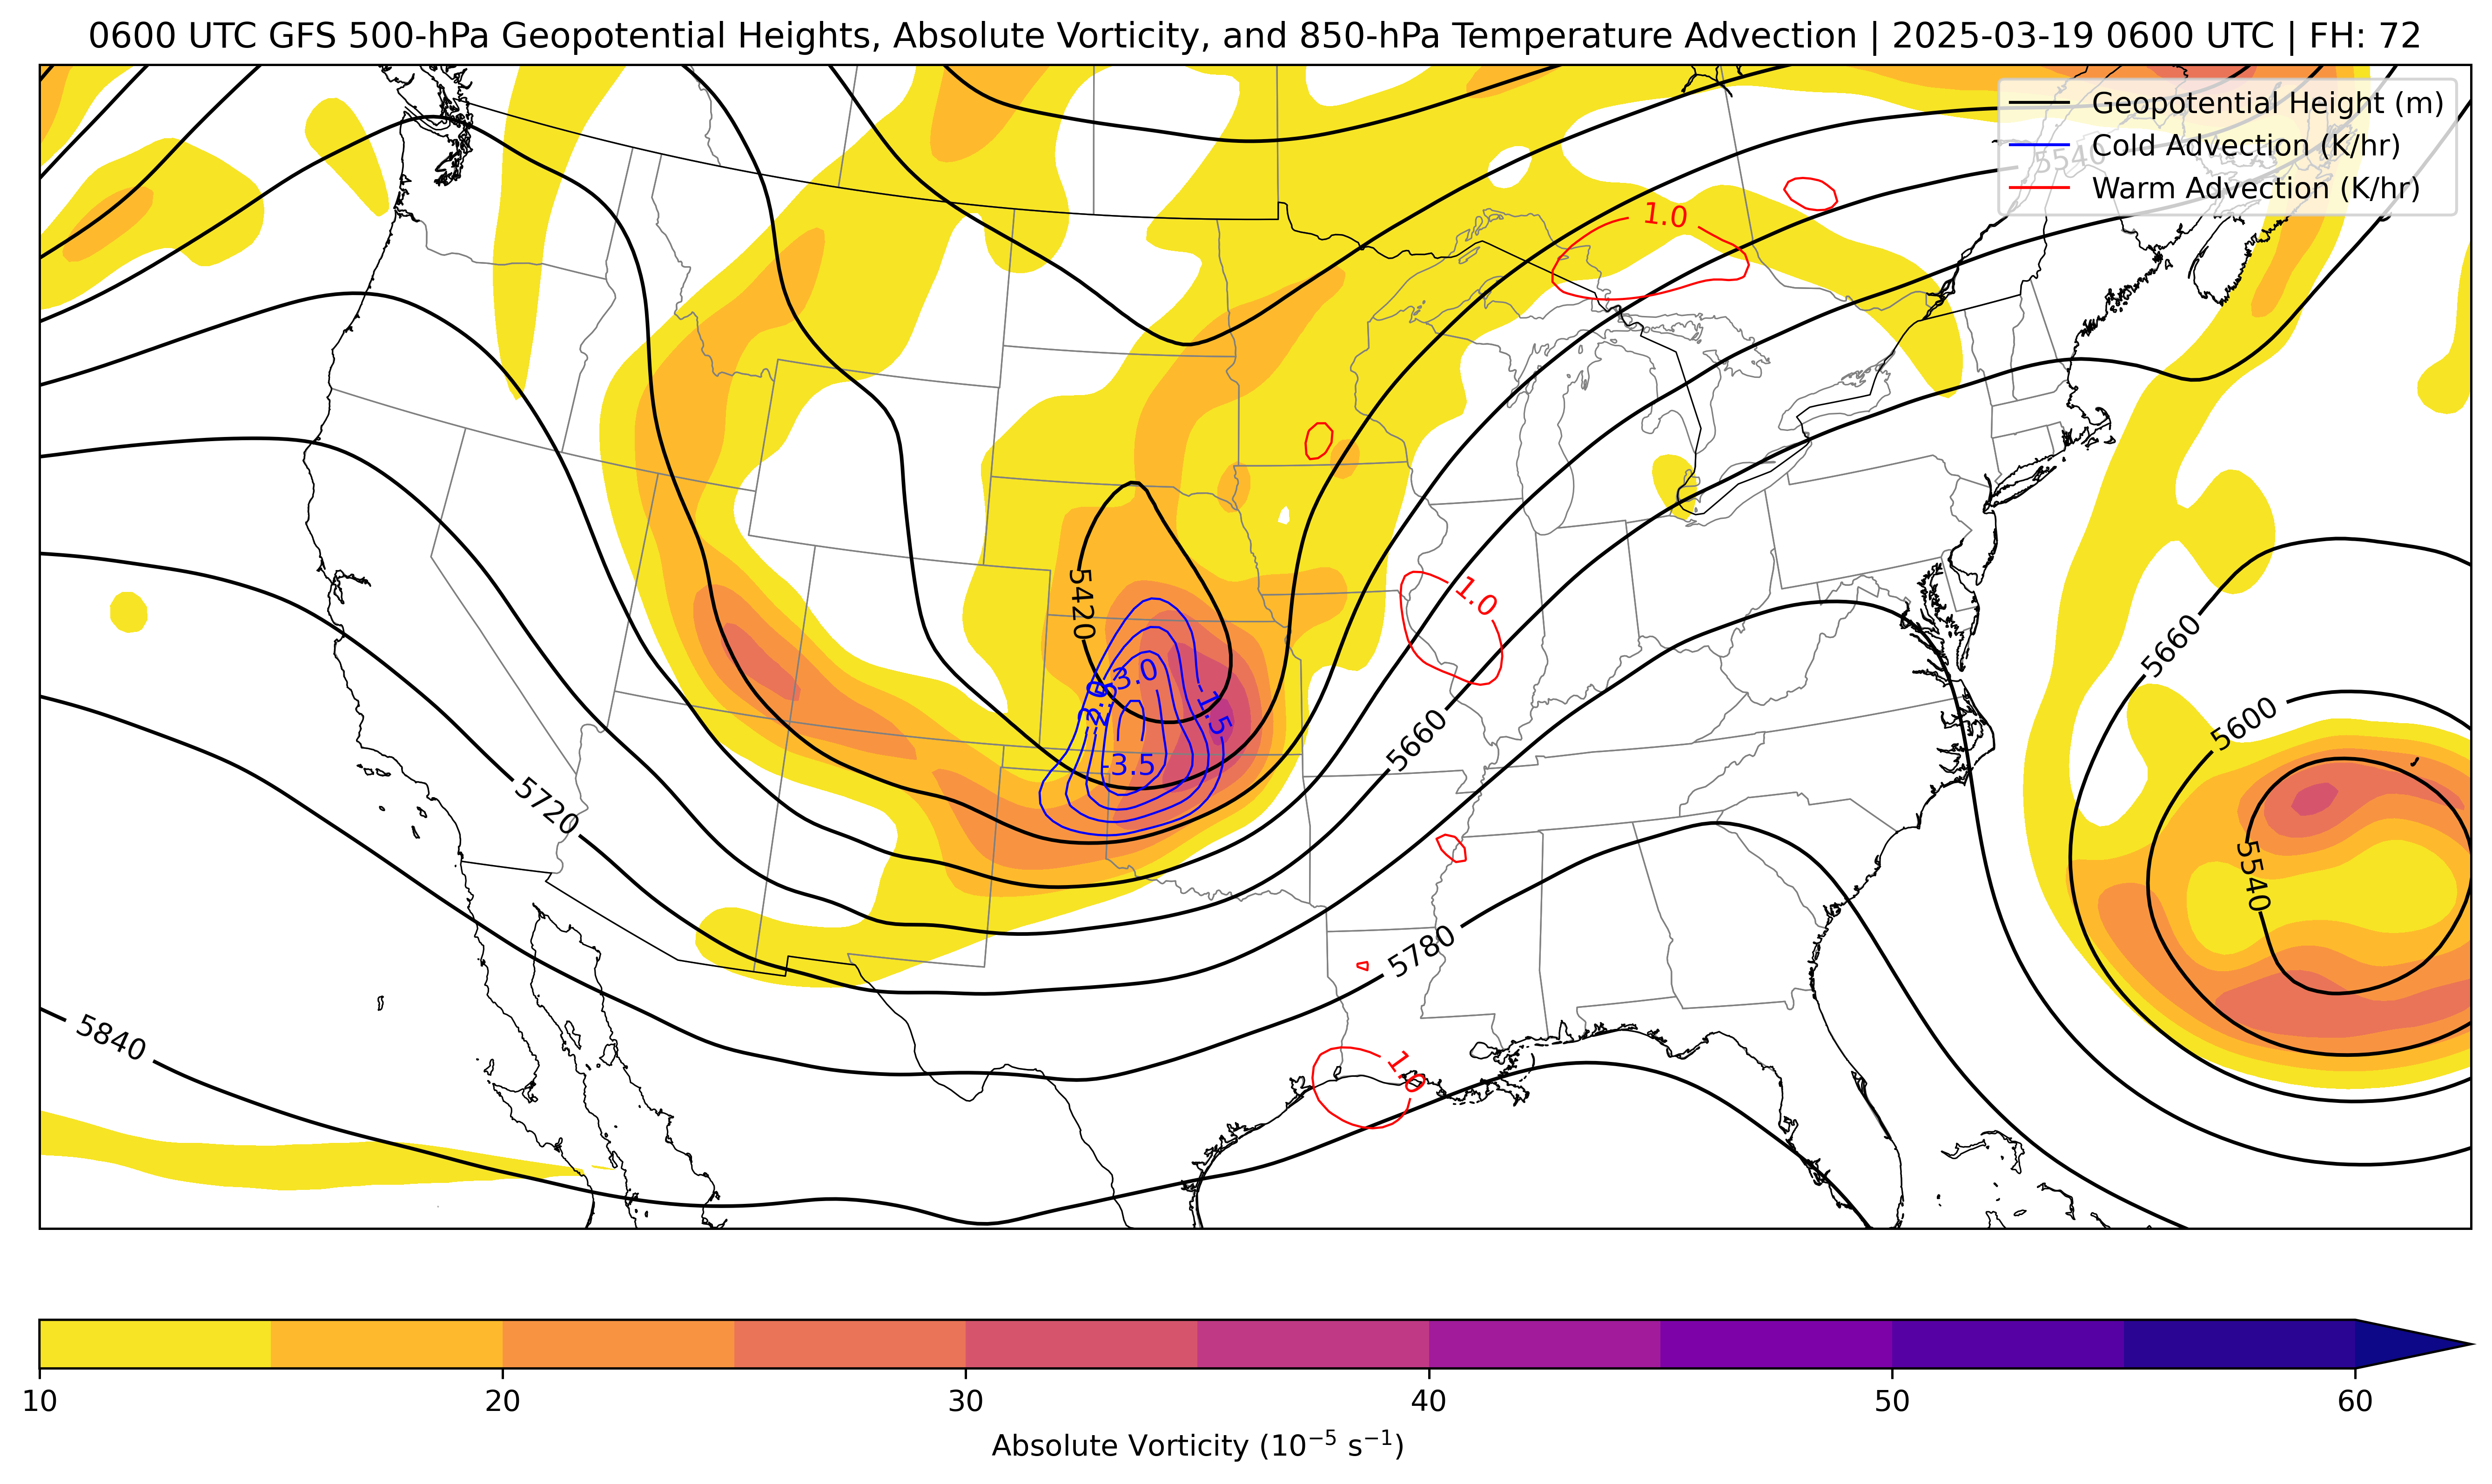 0600 UTC GFS 500-hPa Geopotential Heights, Absolute Vorticity, and 850-hPa Temperature Advection | 2025-03-19 0600 UTC | FH: 72
Geopotential Height (m)
Cold Advection (K/hr)
Warm Advection (K/hr)
5540
1.0
5420
1.0
5660
-3.0
-1.5
5660
5600
-3.5
5720
5540
5780
5840
1.0
10 20 30 40 50 60
Absolute Vorticity (10⁻⁵ s⁻¹)